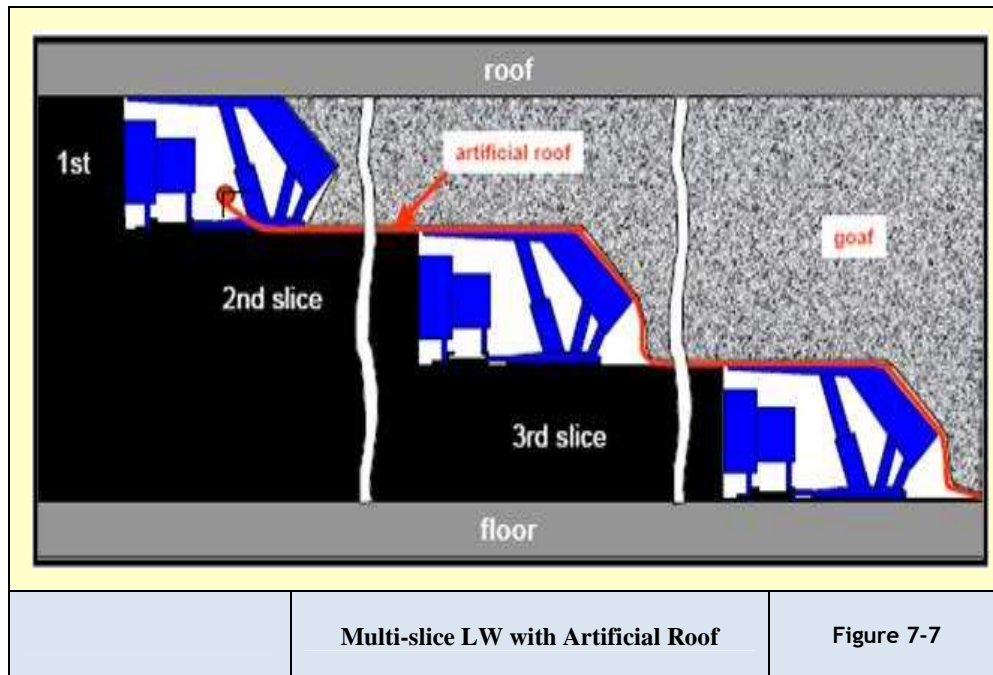 roof
1st
artificial roof
goaf
2nd slice
3rd slice
floor
Multi-slice LW with Artificial Roof
Figure 7-7